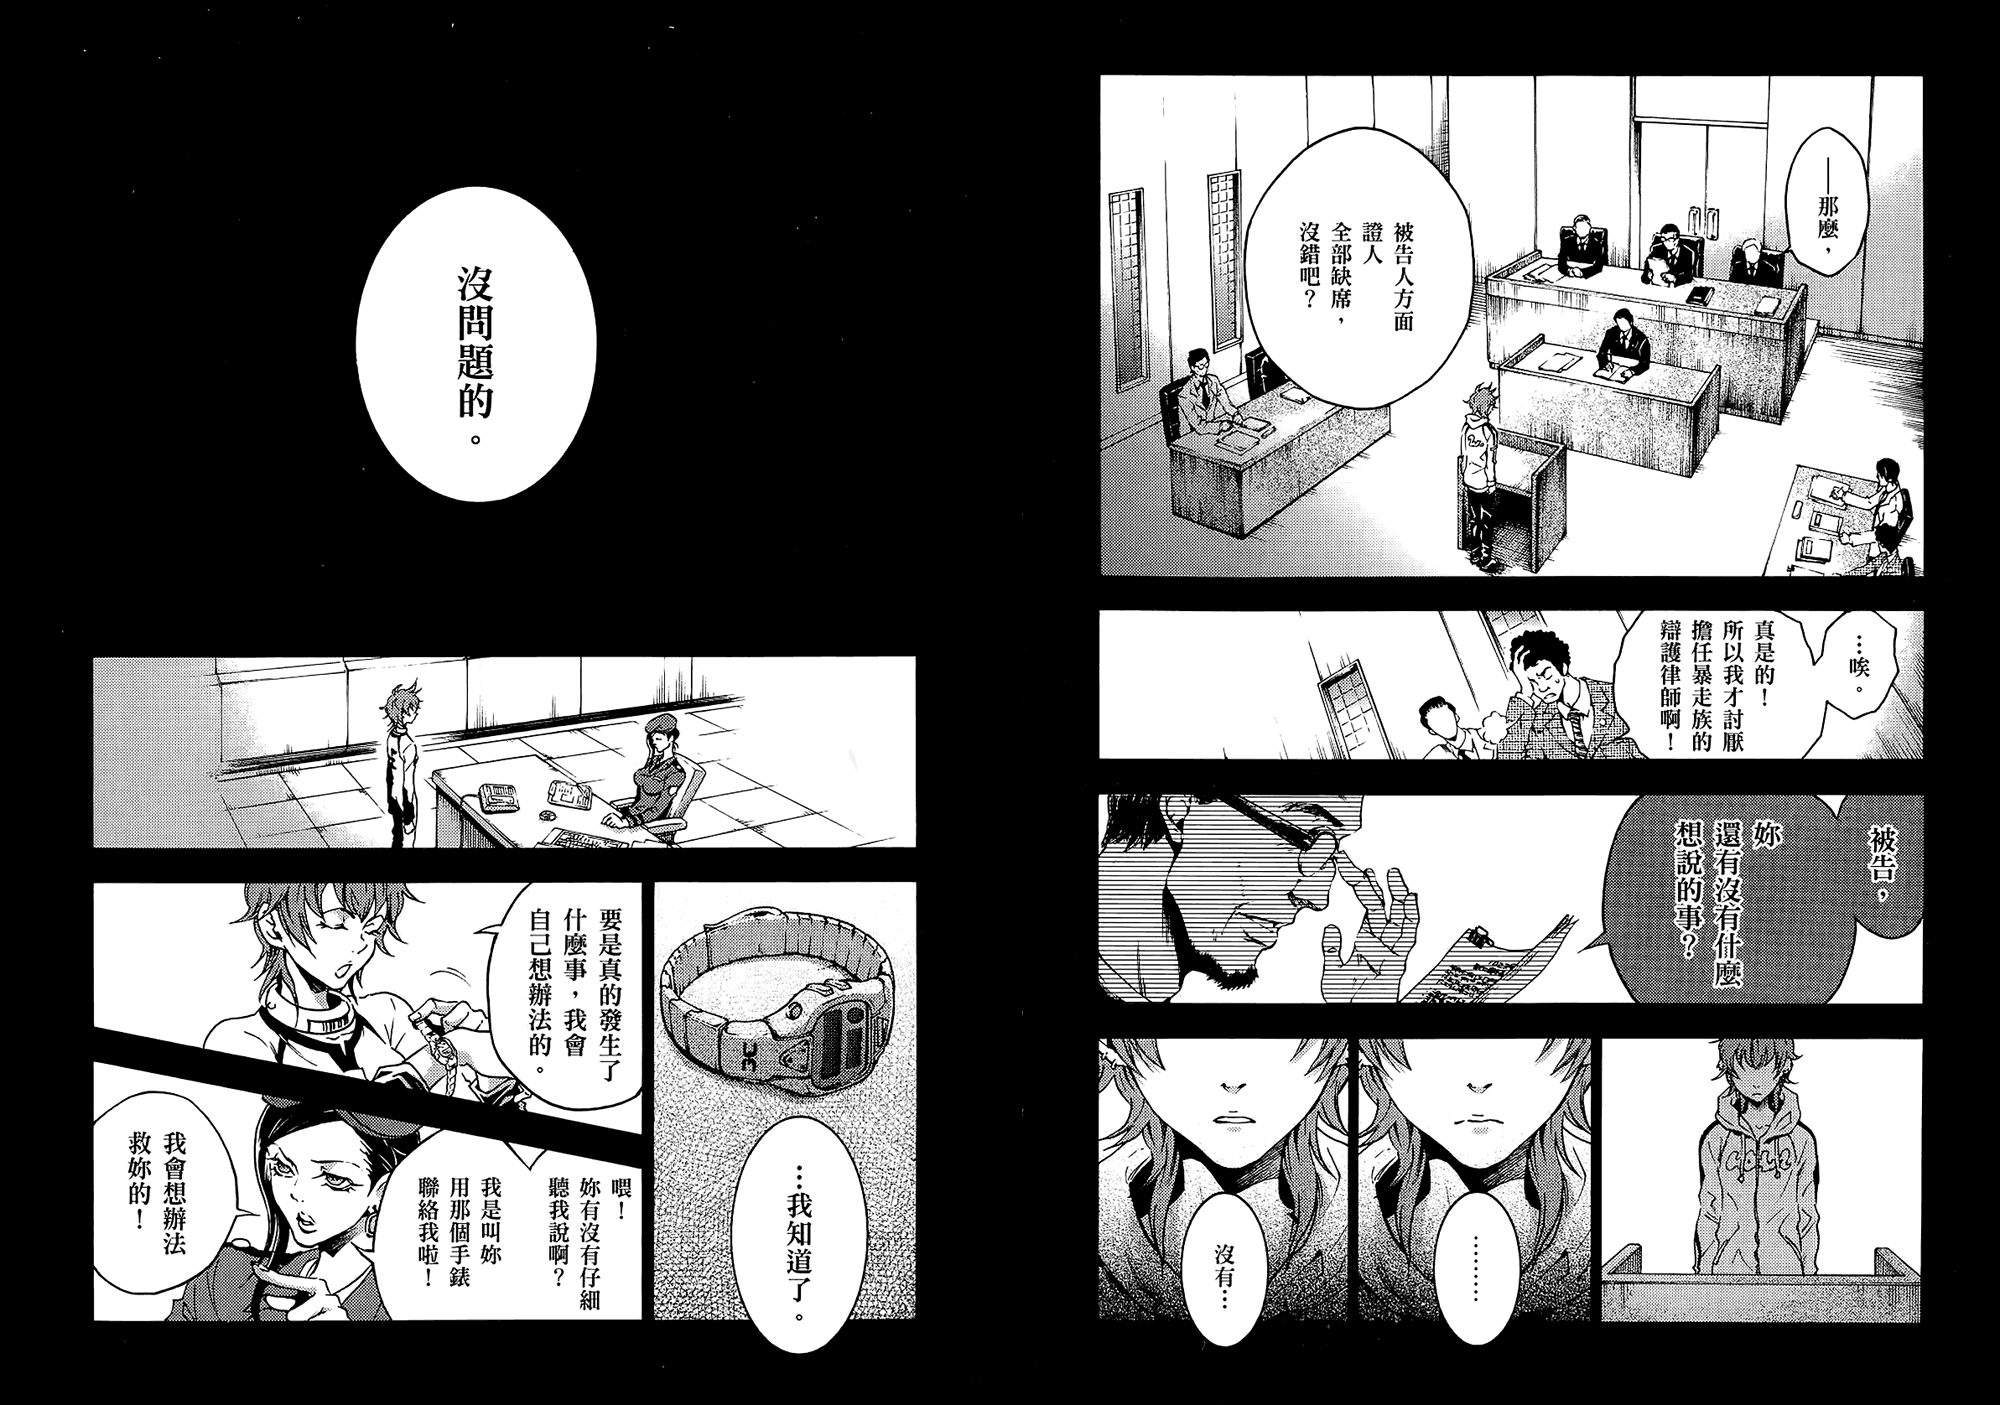 ——那麼，
被告人方面
證人
全部缺席，
沒錯吧？
…唉。
真是的！
所以我才討厭
擔任暴走族的
辯護律師啊！
被告，
妳
還有沒有什麼
想說的事？
………
沒有…
沒問題的。
…我知道了。
要是真的發生了
什麼事，我會
自己想辦法的。
喂！
妳有沒有仔細
聽我說啊？
我是叫妳
用那個手錶
聯絡我啦！
我會想辦法
救妳的！